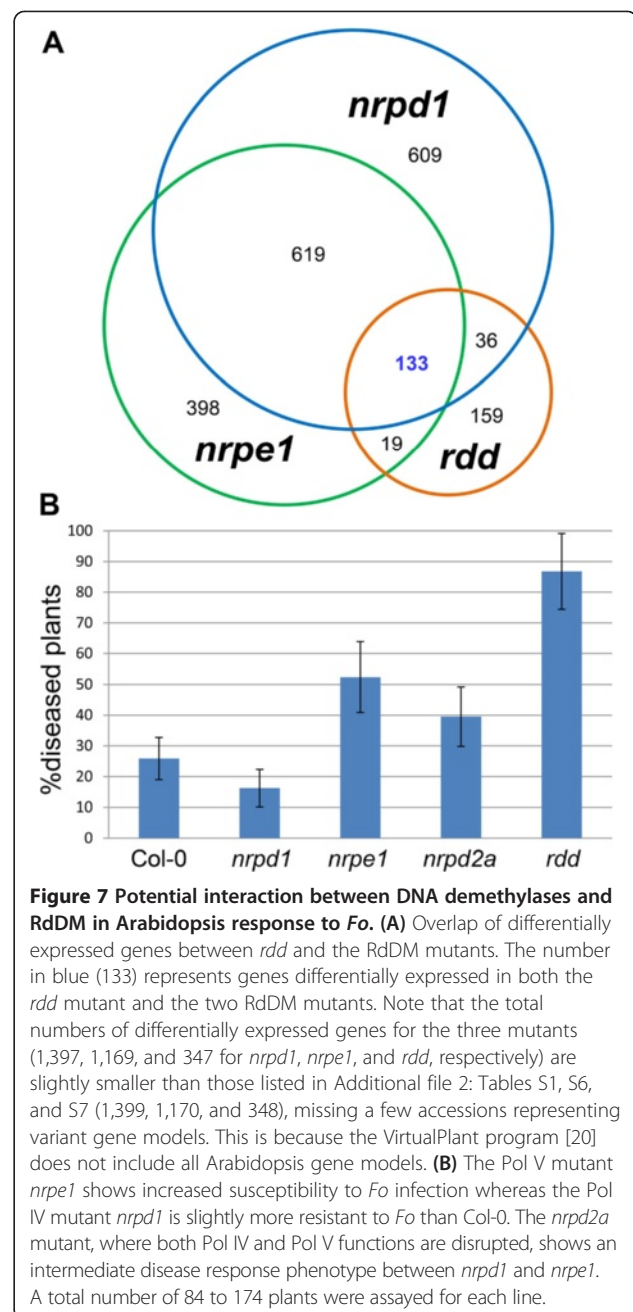 A
nrpd1
609
619
36
133
398
159
nrpe1
19
rdd
B
100
90
80
70
60
50
40
30
20
10
0
%diseased plants
Col-0 nrpd1 nrpe1 nrpd2a rdd
Figure 7 Potential interaction between DNA demethylases and
RdDM in Arabidopsis response to Fo. (A) Overlap of differentially
expressed genes between rdd and the RdDM mutants. The number
in blue (133) represents genes differentially expressed in both the
rdd mutant and the two RdDM mutants. Note that the total
numbers of differentially expressed genes for the three mutants
(1,397, 1,169, and 347 for nrpd1, nrpe1, and rdd, respectively) are
slightly smaller than those listed in Additional file 2: Tables S1, S6,
and S7 (1,399, 1,170, and 348), missing a few accessions representing
variant gene models. This is because the VirtualPlant program [20]
does not include all Arabidopsis gene models. (B) The Pol V mutant
nrpe1 shows increased susceptibility to Fo infection whereas the Pol
IV mutant nrpd1 is slightly more resistant to Fo than Col-0. The nrpd2a
mutant, where both Pol IV and Pol V functions are disrupted, shows an
intermediate disease response phenotype between nrpd1 and nrpe1.
A total number of 84 to 174 plants were assayed for each line.